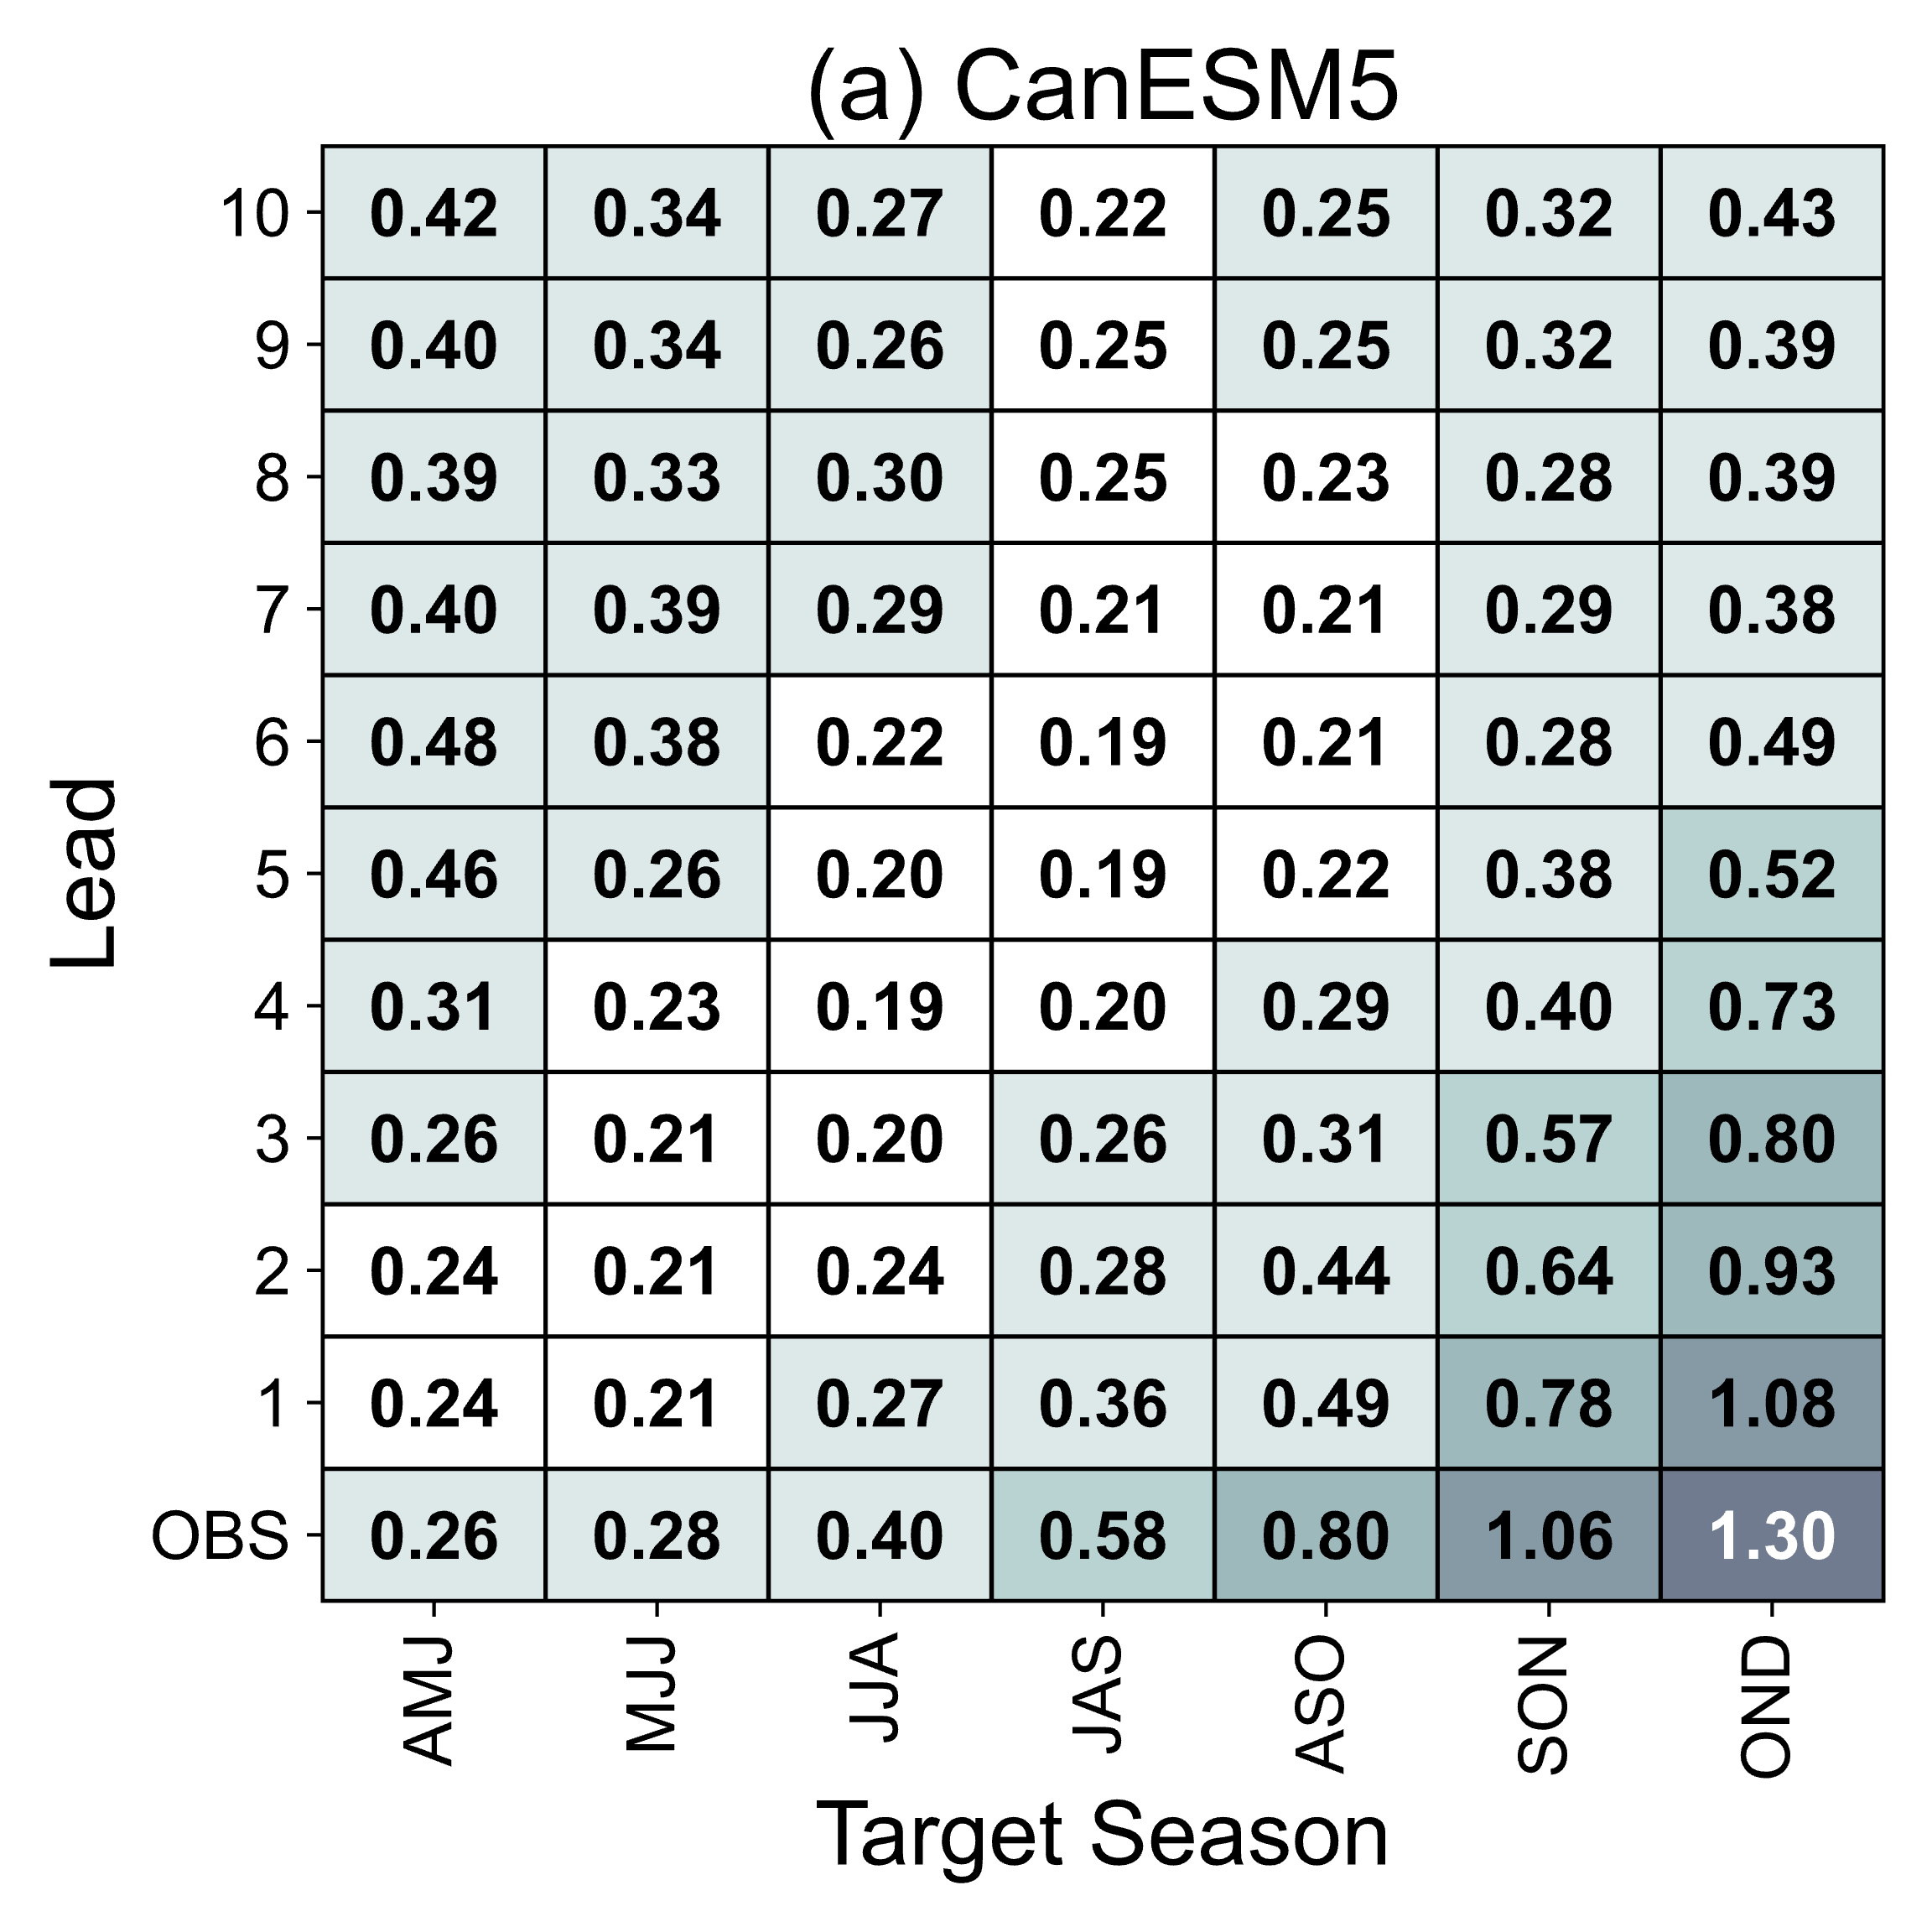 (a) CanESM5
10 0.42 0.34 0.27 0.22 0.25 0.32 0.43
9 0.40 0.34 0.26 0.25 0.25 0.32 0.39
8 0.39 0.33 0.30 0.25 0.23 0.28 0.39
7 0.40 0.39 0.29 0.21 0.21 0.29 0.38
6 0.48 0.38 0.22 0.19 0.21 0.28 0.49
5 0.46 0.26 0.20 0.19 0.22 0.38 0.52
4 0.31 0.23 0.19 0.20 0.29 0.40 0.73
3 0.26 0.21 0.20 0.26 0.31 0.57 0.80
2 0.24 0.21 0.24 0.28 0.44 0.64 0.93
1 0.24 0.21 0.27 0.36 0.49 0.78 1.08
OBS 0.26 0.28 0.40 0.58 0.80 1.06 1.30
Lead
AMJ MJJ JJA JAS ASO SON OND
Target Season